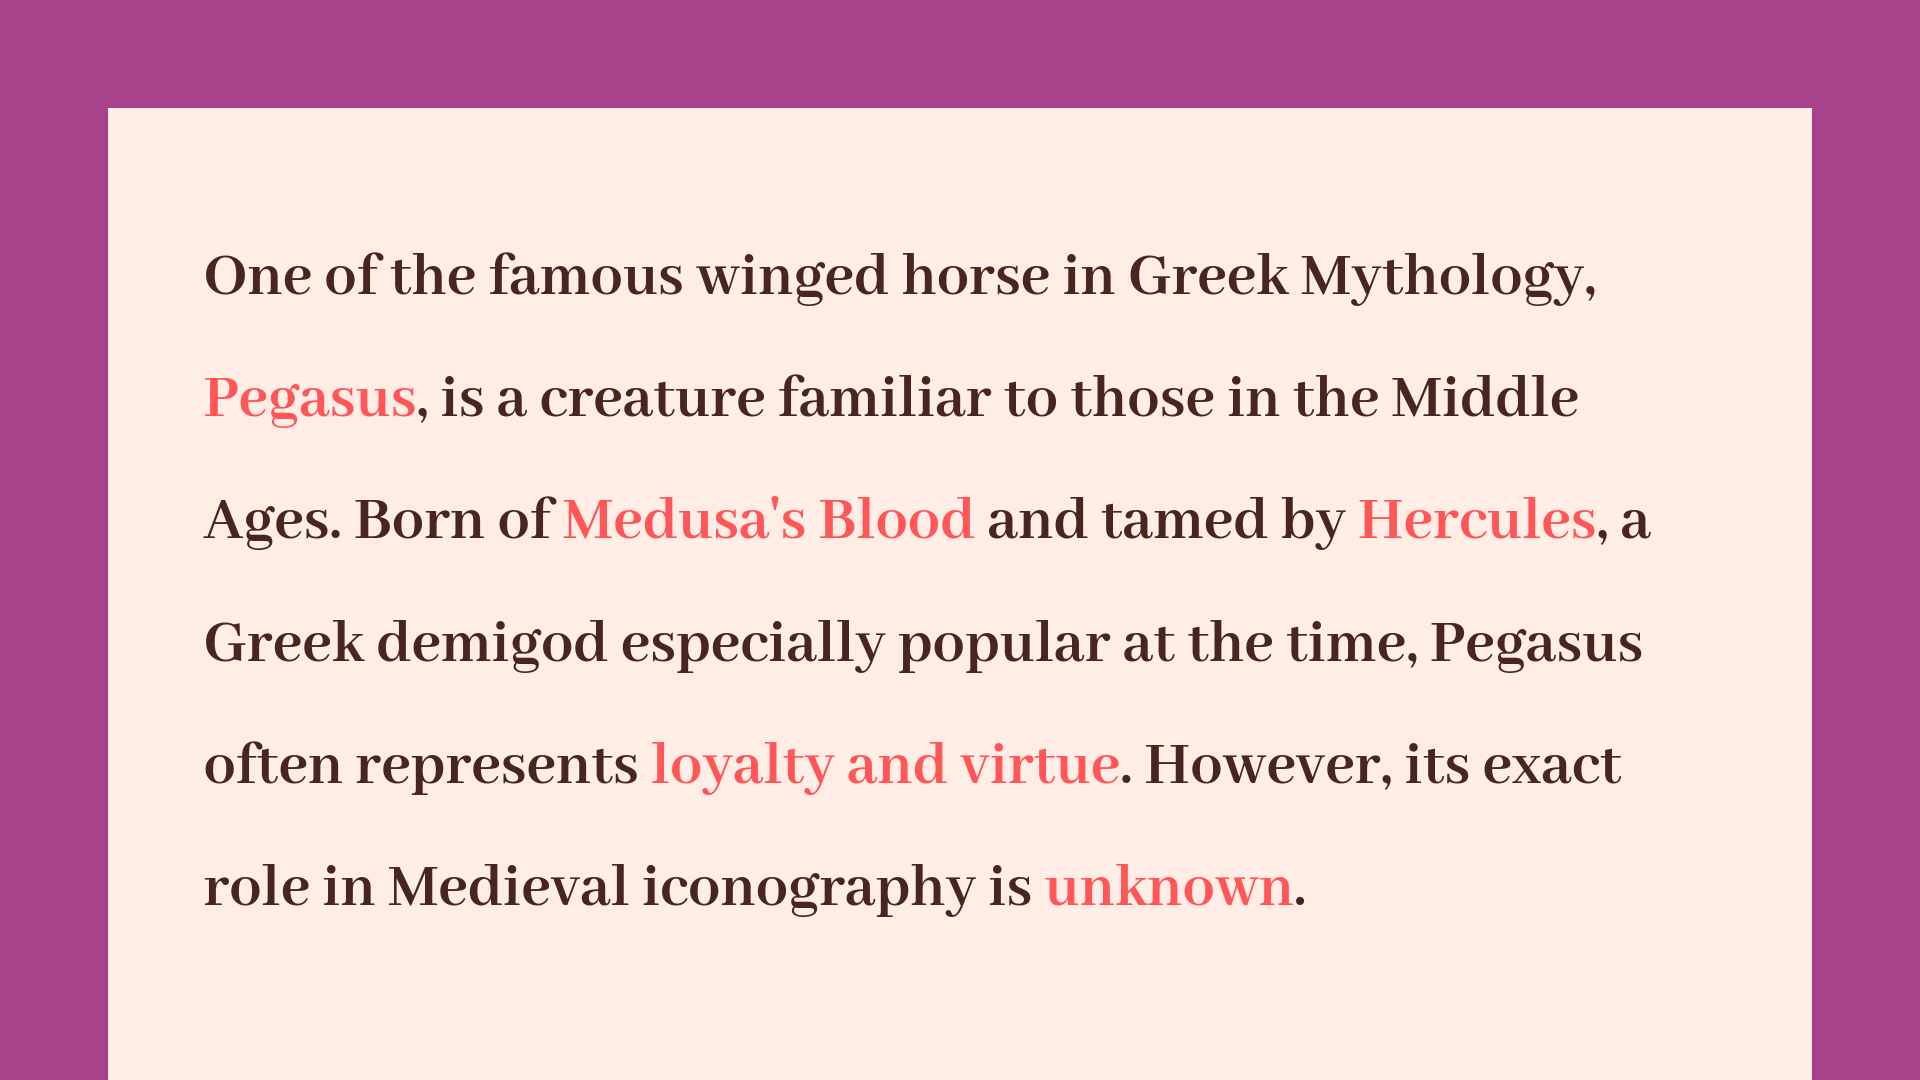 One of the famous winged horse in Greek Mythology,
Pegasus, is a creature familiar to those in the Middle
Ages. Born of Medusa's Blood and tamed by Hercules, a
Greek demigod especially popular at the time, Pegasus
often represents loyalty and virtue. However, its exact
role in Medieval iconography is unknown.